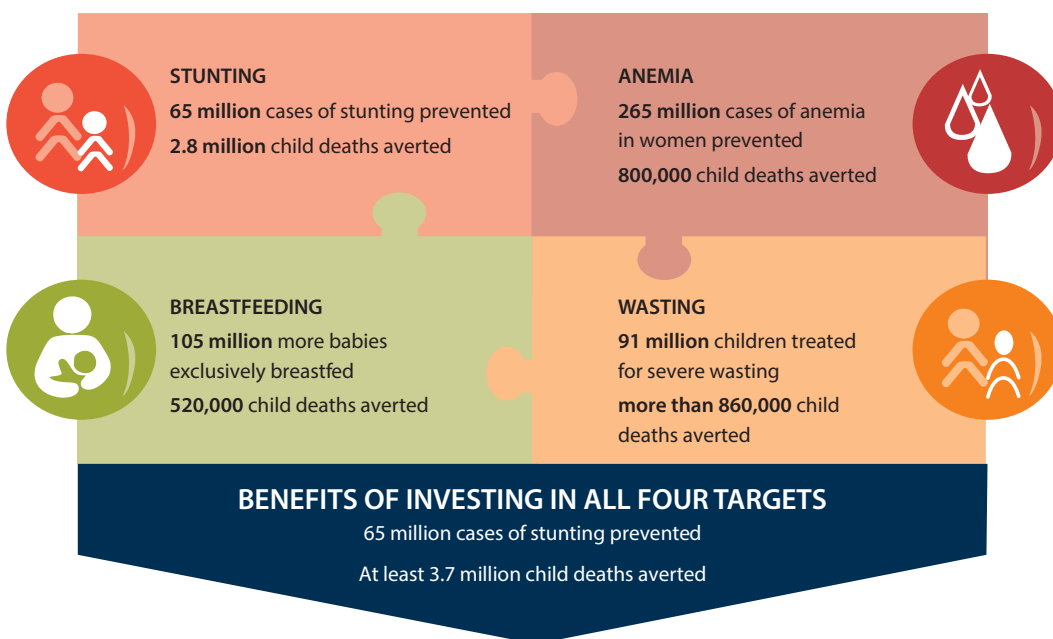 STUNTING
65 million cases of stunting prevented
2.8 million child deaths averted
ANEMIA
265 million cases of anemia
in women prevented
800,000 child deaths averted
BREASTFEEDING
105 million more babies
exclusively breastfed
520,000 child deaths averted
WASTING
91 million children treated
for severe wasting
more than 860,000 child
deaths averted
BENEFITS OF INVESTING IN ALL FOUR TARGETS
65 million cases of stunting prevented
At least 3.7 million child deaths averted